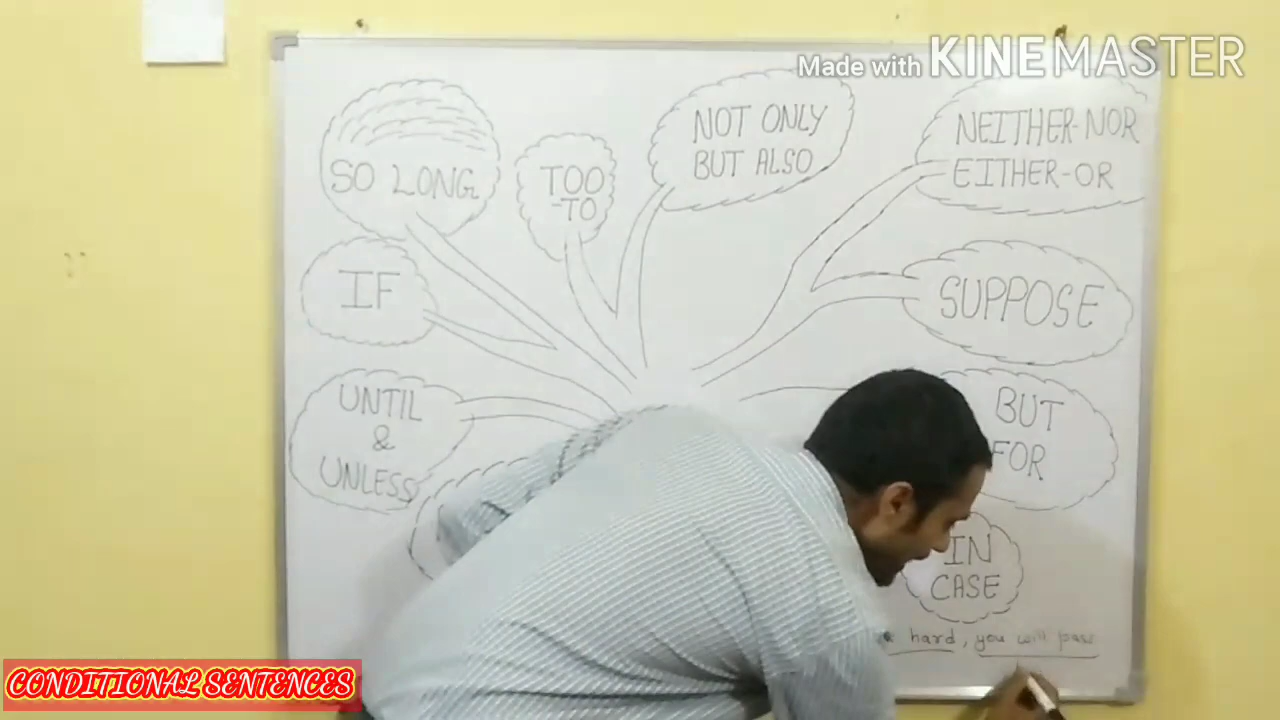 Made with KINEMASTER
SO LONG
TOO
-TO
NOT ONLY
BUT ALSO
NEITHER-NOR
EITHER-OR
IF
SUPPOSE
UNTIL
&
UNLESS
BUT
FOR
IN
CASE
hard, you will pass
CONDITIONAL SENTENCES